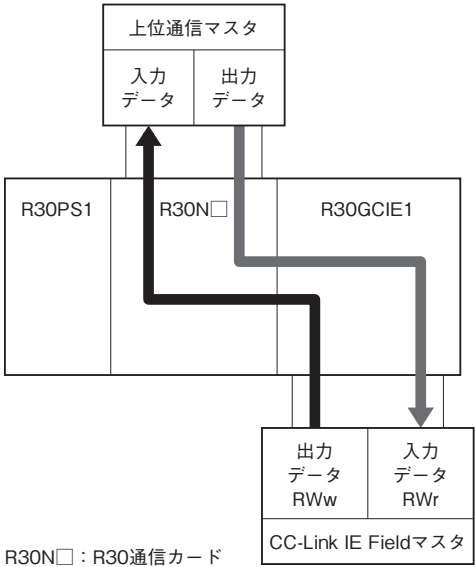 上位通信マスタ
入力
データ
出力
データ
R30PS1
R30N□
R30GCIE1
出力
データ
RWw
入力
データ
RWr
CC-Link IE Fieldマスタ
R30N□：R30通信カード